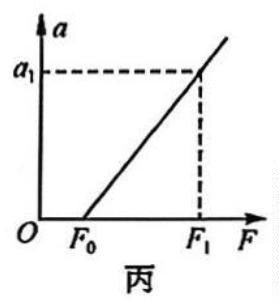 a
a₁
O F₀ F₁ F
丙